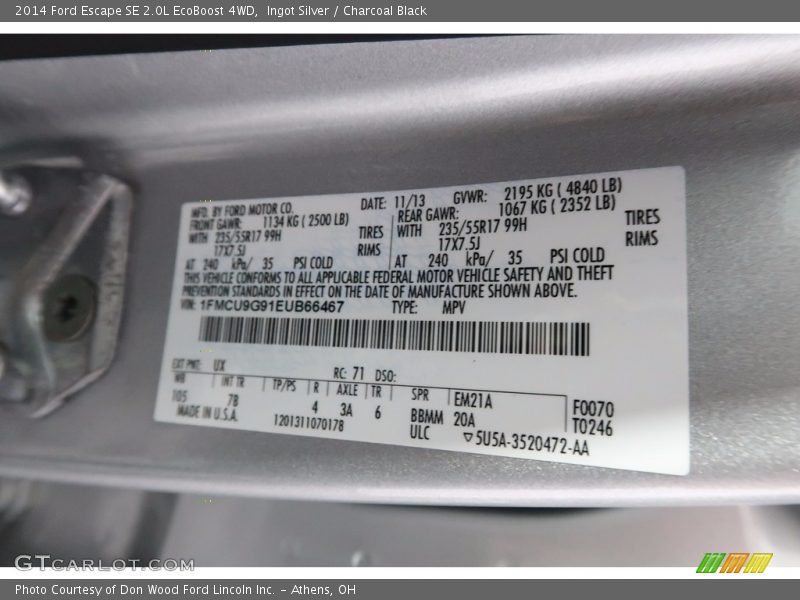 2014 Ford Escape SE 2.0L EcoBoost 4WD,  Ingot Silver / Charcoal Black
MFD. BY FORD MOTOR CO. DATE: 11/13 GVWR: 2195 KG ( 4840 LB)
FRONT GAWR: 1134 KG ( 2500 LB) REAR GAWR: 1067 KG ( 2352 LB)
WITH 235/55R17 99H TIRES WITH 235/55R17 99H TIRES
17X7.5J RIMS 17X7.5J RIMS
AT 240 kPa/ 35 PSI COLD AT 240 kPa/ 35 PSI COLD
THIS VEHICLE CONFORMS TO ALL APPLICABLE FEDERAL MOTOR VEHICLE SAFETY AND THEFT
PREVENTION STANDARDS IN EFFECT ON THE DATE OF MANUFACTURE SHOWN ABOVE.
VIN: 1FMCU9G91EUB66467 TYPE: MPV
EXT PNT: UX RC: 71 DSO:
WB INT TR TP/PS R AXLE TR SPR EM21A F0070
105 7B 4 3A 6 BBMM 20A T0246
MADE IN U.S.A. 1201311070178 ULC ▽5U5A-3520472-AA
GTCARLOT.COM
Photo Courtesy of Don Wood Ford Lincoln Inc. - Athens, OH